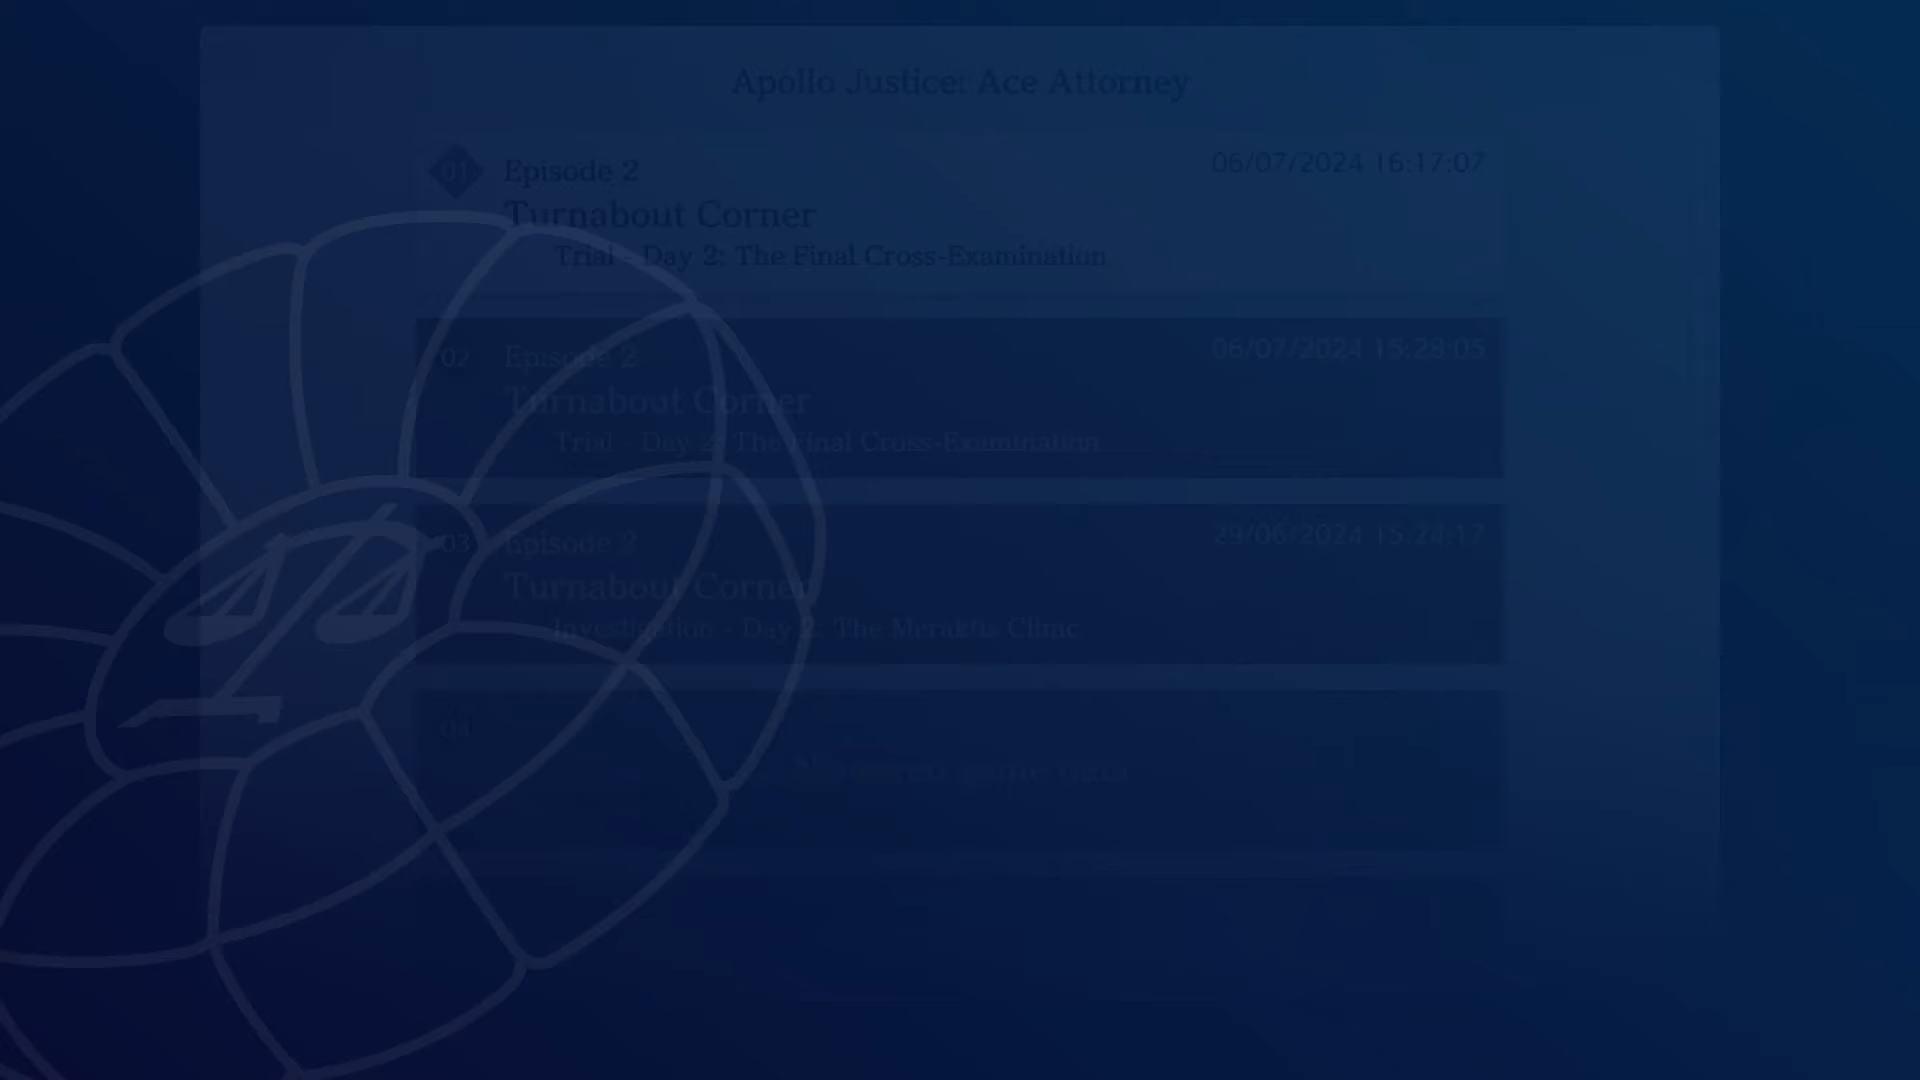 Apollo Justice: Ace Attorney
01
Episode 2
06/07/2024 16:17:07
Turnabout Corner
Trial - Day 2: The Final Cross-Examination
02
Episode 2
06/07/2024 15:28:05
Turnabout Corner
Trial - Day 2: The Final Cross-Examination
03
Episode 2
29/06/2024 15:24:17
Turnabout Corner
Investigation - Day 2: The Meraktis Clinic
04
game data